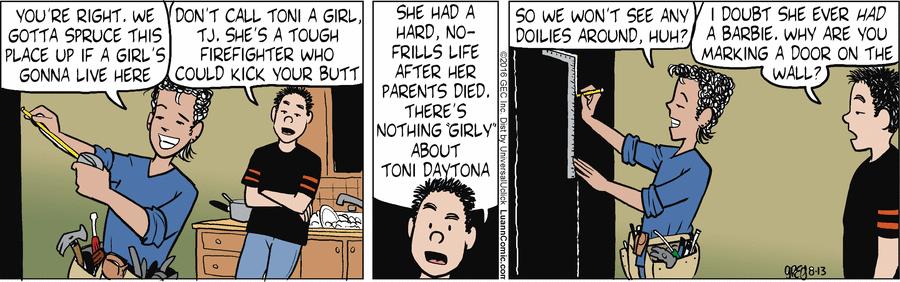 YOU'RE RIGHT. WE
GOTTA SPRUCE THIS
PLACE UP IF A GIRL'S
GONNA LIVE HERE
DON'T CALL TONI A GIRL,
TJ. SHE'S A TOUGH
FIREFIGHTER WHO
COULD KICK YOUR BUTT
SHE HAD A
HARD, NO-
FRILLS LIFE
AFTER HER
PARENTS DIED.
THERE'S
NOTHING "GIRLY"
ABOUT
TONI DAYTONA
©2016 GEC Inc. Dist by UniversalUclick LuannComic.com
SO WE WON'T SEE ANY
DOILIES AROUND, HUH?
I DOUBT SHE EVER HAD
A BARBIE. WHY ARE YOU
MARKING A DOOR ON THE
WALL?
GREG 8-13